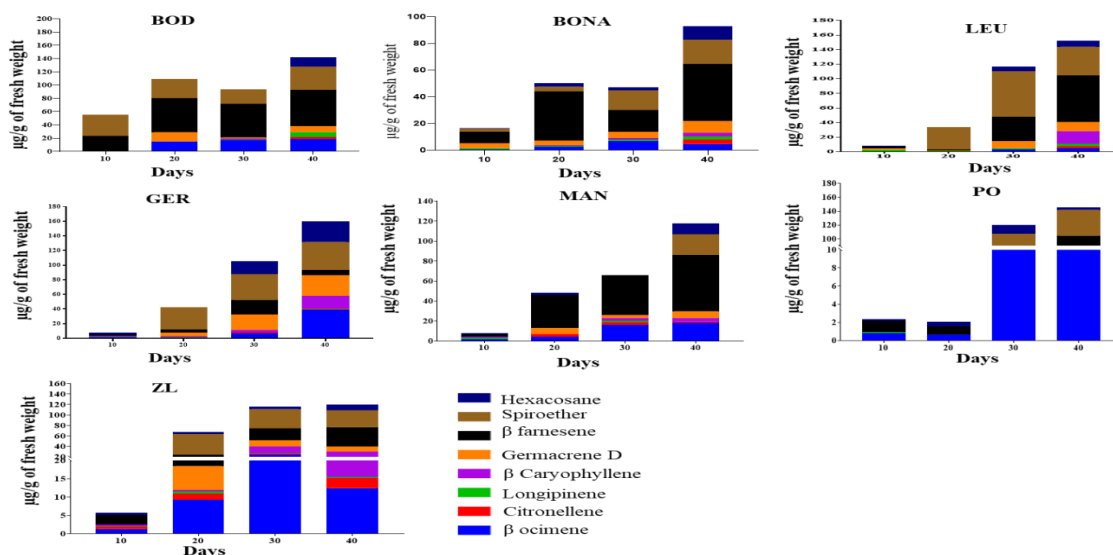 BOD
µg/g of fresh weight
200
180
160
140
120
100
80
60
40
20
0
10 20 30 40
Days
BONA
µg/g of fresh weight
100
80
60
40
20
0
10 20 30 40
Days
LEU
µg/g of fresh weight
180
160
140
120
100
80
60
40
20
0
10 20 30 40
Days
GER
µg/g of fresh weight
180
160
140
120
100
80
60
40
20
0
10 20 30 40
Days
MAN
µg/g of fresh weight
140
120
100
80
60
40
20
0
10 20 30 40
Days
PO
µg/g of fresh weight
180
160
140
120
100
10
8
6
4
2
0
10 20 30 40
Days
ZL
µg/g of fresh weight
160
140
120
100
80
60
40
20
20
15
10
5
0
10 20 30 40
Days
Hexacosane
Spiroether
β farnesene
Germacrene D
β Caryophyllene
Longipinene
Citronellene
β ocimene